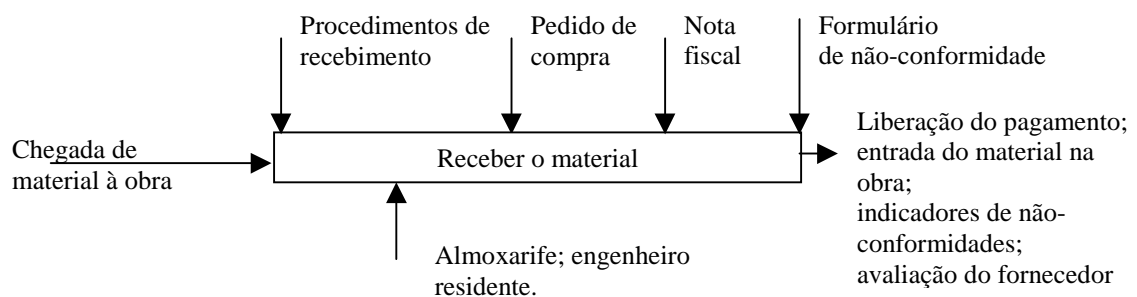 Procedimentos de
recebimento
Pedido de
compra
Nota
fiscal
Formulário
de não-conformidade
Chegada de
material à obra
Receber o material
Liberação do pagamento;
entrada do material na
obra;
indicadores de não-
conformidades;
avaliação do fornecedor
Almoxarife; engenheiro
residente.